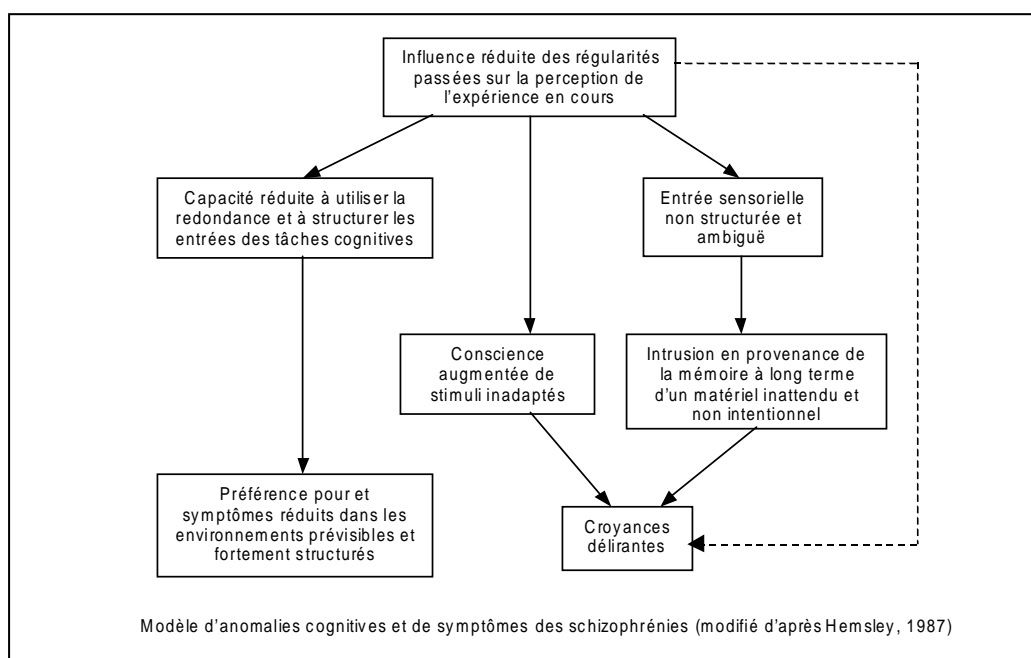 Influence réduite des régularités
passées sur la perception de
l'expérience en cours
Capacité réduite à utiliser la
redondance et à structurer les
entrées des tâches cognitives
Entrée sensorielle
non structurée et
ambiguë
Conscience
augmentée de
stimuli inadaptés
Intrusion en provenance de
la mémoire à long terme
d'un matériel inattendu et
non intentionnel
Préférence pour et
symptômes réduits dans les
environnements prévisibles et
fortement structurés
Croyances
délirantes
Modèle d'anomalies cognitives et de symptômes des schizophrénies (modifié d'après Hemsley, 1987)